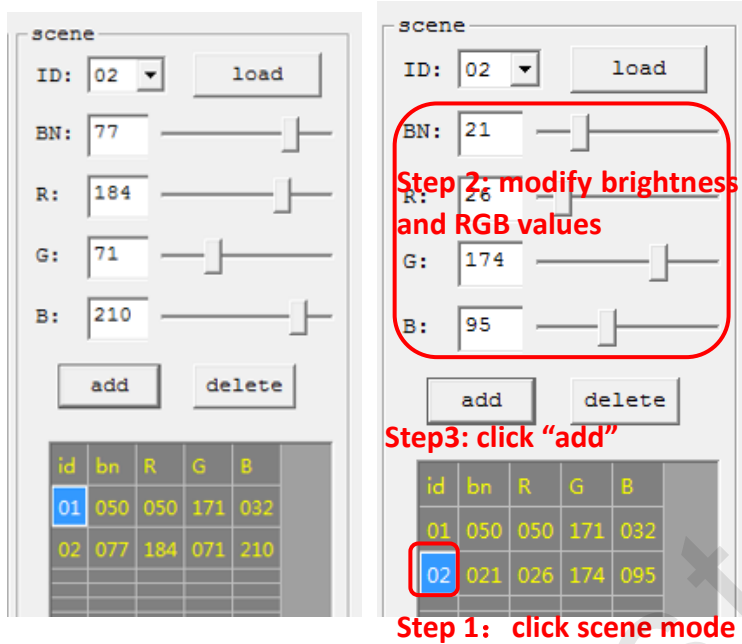 scene
ID: 02 load
BN: 77
R: 184
G: 71
B: 210
add delete
id bn R G B
01 050 050 171 032
02 077 184 071 210
scene
ID: 02 load
BN: 21
Step 2: modify brightness
R: 26
and RGB values
G: 174
B: 95
add delete
Step3: click “add”
id bn R G B
01 050 050 171 032
02 021 026 174 095
Step 1： click scene mode